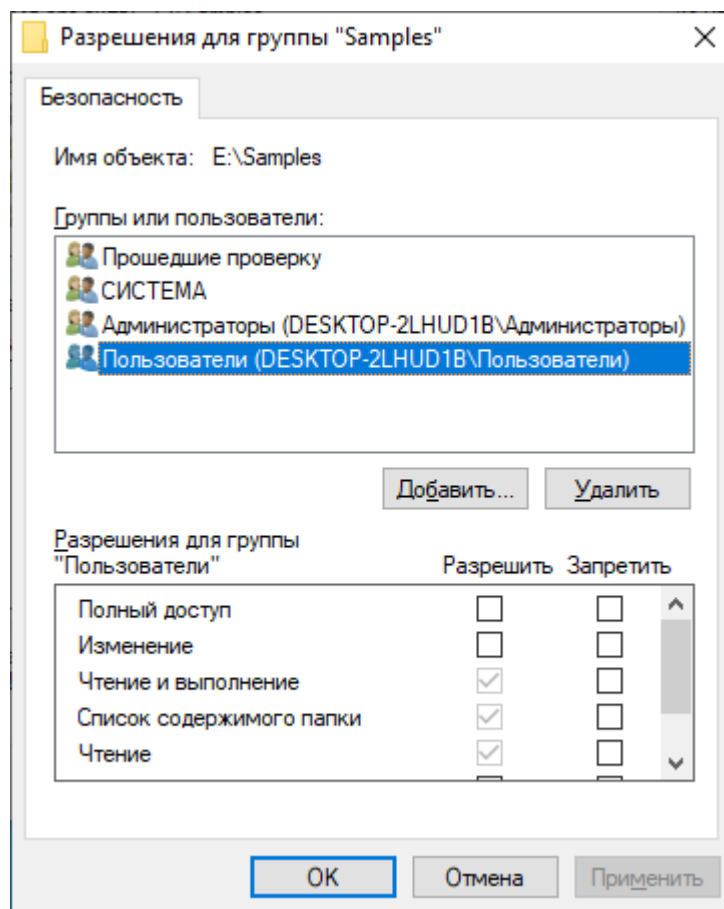 Разрешения для группы "Samples"
Безопасность
Имя объекта: E:\Samples
Группы или пользователи:
Прошедшие проверку
СИСТЕМА
Администраторы (DESKTOP-2LHUD1B\Администраторы)
Пользователи (DESKTOP-2LHUD1B\Пользователи)
Добавить... Удалить
Разрешения для группы
"Пользователи" Разрешить Запретить
Полный доступ
Изменение
Чтение и выполнение
Список содержимого папки
Чтение
OK Отмена Применить